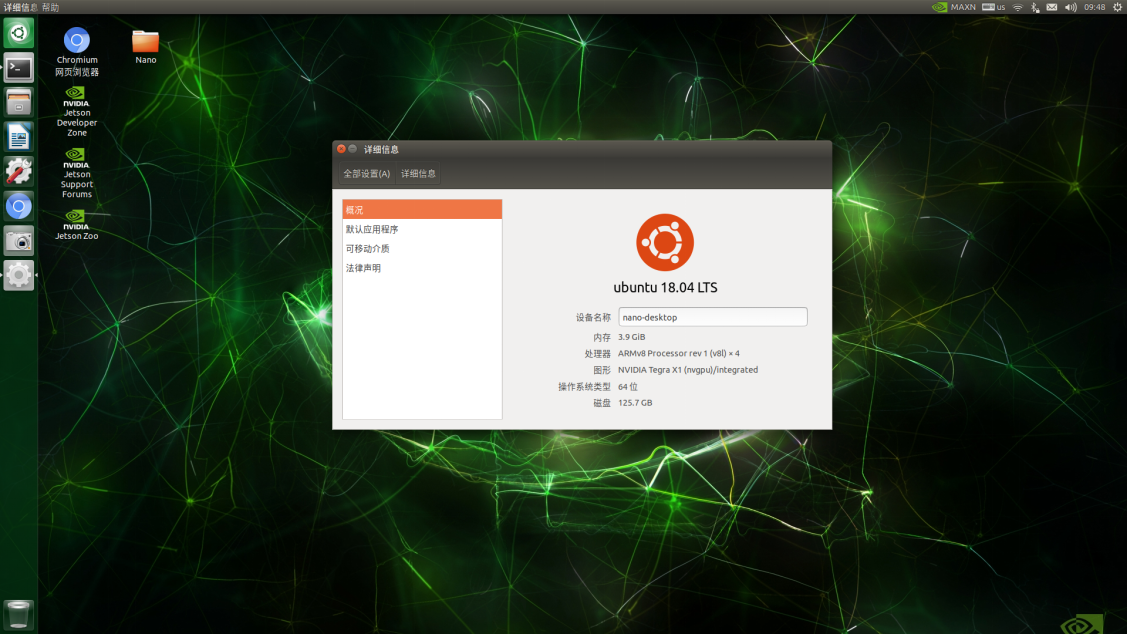 详细信息 帮助
MAXN
us
09:48
Chromium
网页浏览器
Nano
NVIDIA
Jetson
Developer
Zone
NVIDIA
Jetson
Support
Forums
NVIDIA
Jetson Zoo
详细信息
全部设置(A) 详细信息
概况
默认应用程序
可移动介质
法律声明
ubuntu 18.04 LTS
设备名称 nano-desktop
内存 3.9 GiB
处理器 ARMv8 Processor rev 1 (v8l) × 4
图形 NVIDIA Tegra X1 (nvgpu)/integrated
操作系统类型 64 位
磁盘 125.7 GB